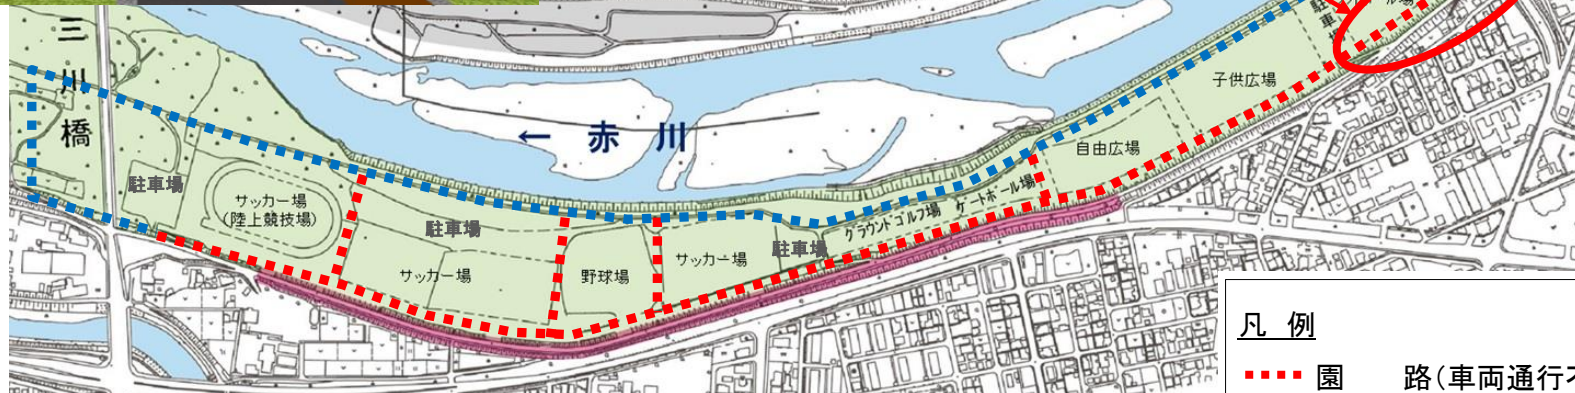 三川橋
← 赤川
駐車場
サッカー場
(陸上競技場)
駐車場
サッカー場
野球場
サッカー場
駐車場
グラウンドゴルフ場
ゲートボール場
自由広場
子供広場
駐車
凡 例
園 路(車両通行